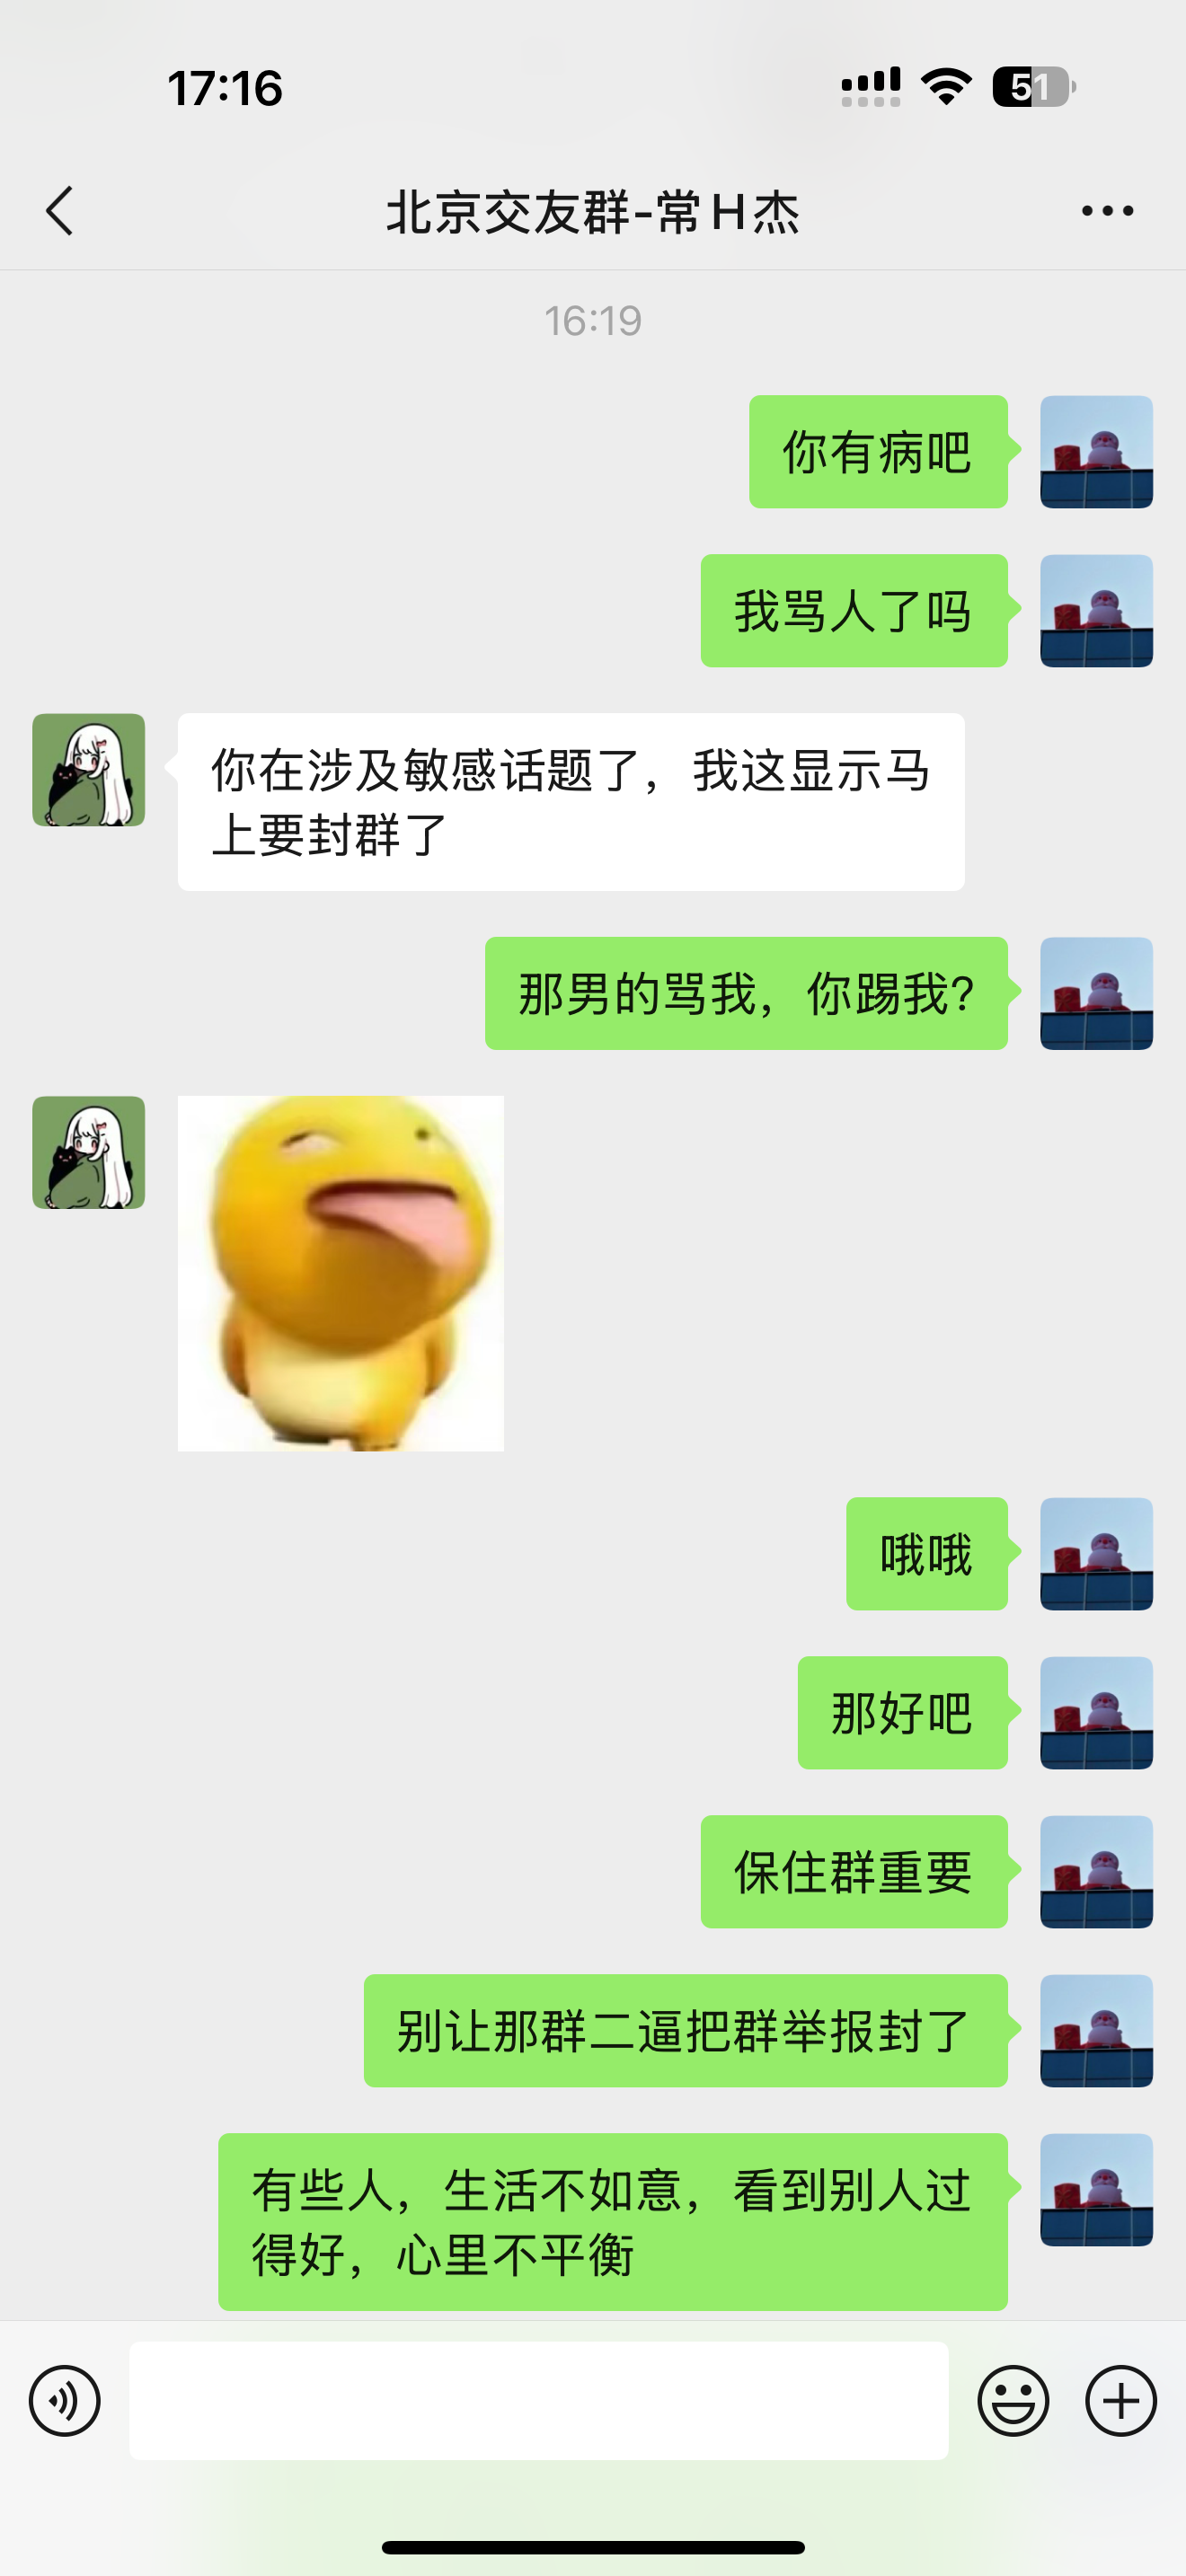 17:16
51
北京交友群-常H杰
16:19
你有病吧
我骂人了吗
你在涉及敏感话题了，我这显示马
上要封群了
那男的骂我，你踢我?
哦哦
那好吧
保住群重要
别让那群二逼把群举报封了
有些人，生活不如意，看到别人过
得好，心里不平衡